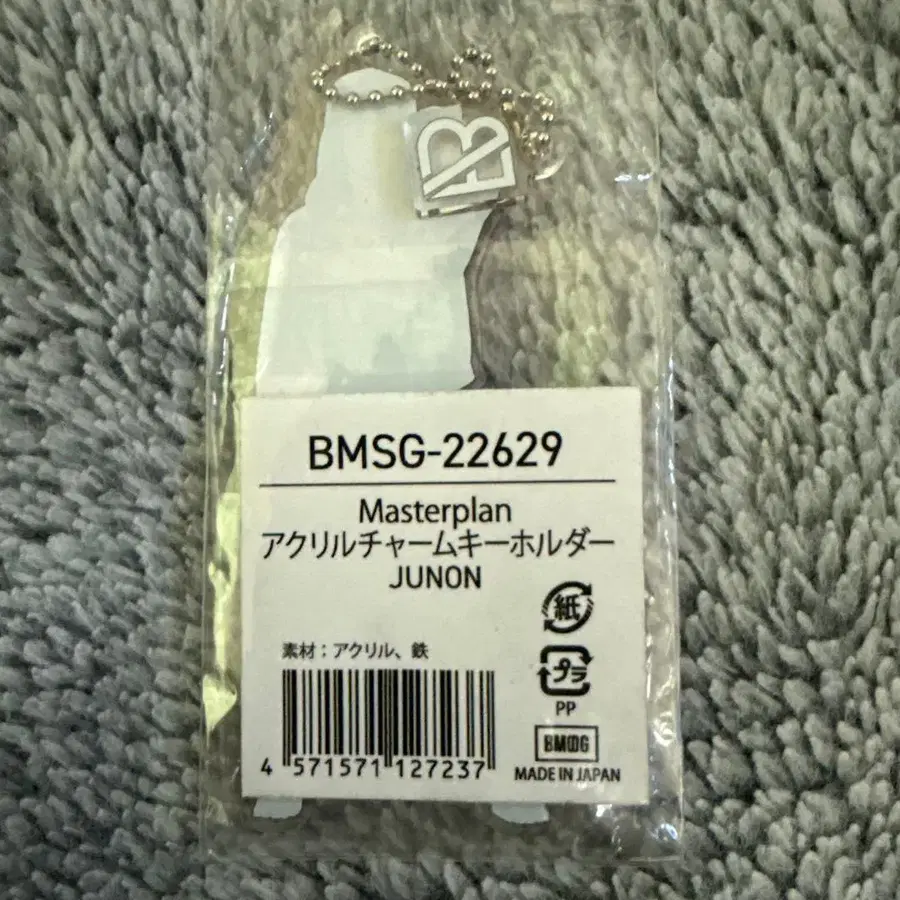 BMSG-22629
Masterplan
アクリルチャームキーホルダー
JUNON
紙
素材：アクリル、鉄
プラ
PP
BMSG
4 571571 127237
MADE IN JAPAN